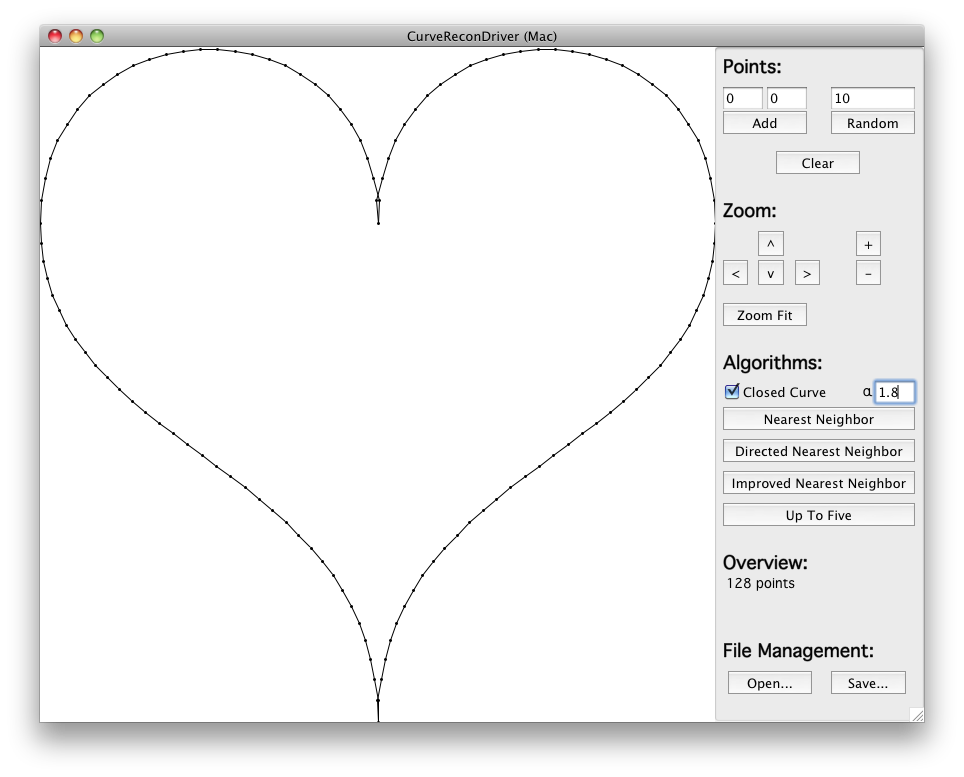 CurveReconDriver (Mac)
Points:
0 0 10
Add Random
Clear
Zoom:
^ +
< v > -
Zoom Fit
Algorithms:
Closed Curve α 1.8
Nearest Neighbor
Directed Nearest Neighbor
Improved Nearest Neighbor
Up To Five
Overview:
128 points
File Management:
Open... Save...